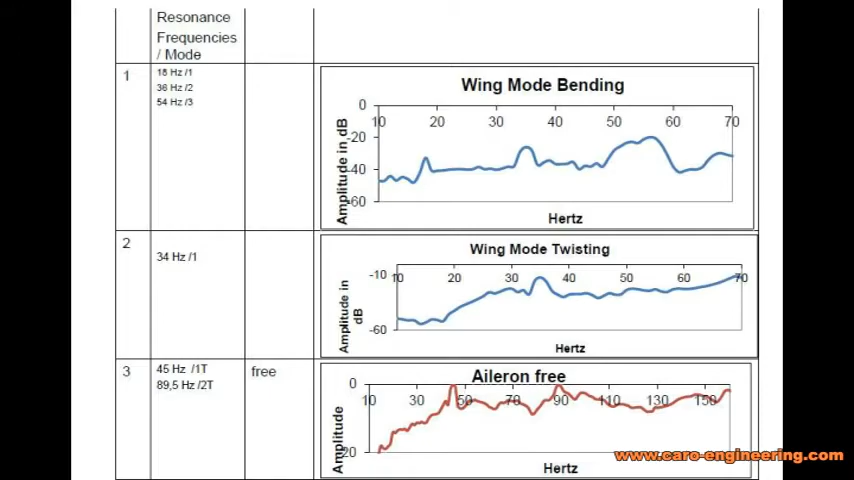 Resonance
Frequencies
/ Mode
1
18 Hz /1
36 Hz /2
54 Hz /3
Wing Mode Bending
0
10 20 30 40 50 60 70
-20
-40
-60
Amplitude in dB
Hertz
2
34 Hz /1
Wing Mode Twisting
-10
10 20 30 40 50 60 70
-60
Amplitude in
dB
Hertz
3
45 Hz /1T
89,5 Hz /2T
free
Aileron free
0
10 30 50 70 90 110 130 150
20
Amplitude
Hertz
www.caro-engineering.com